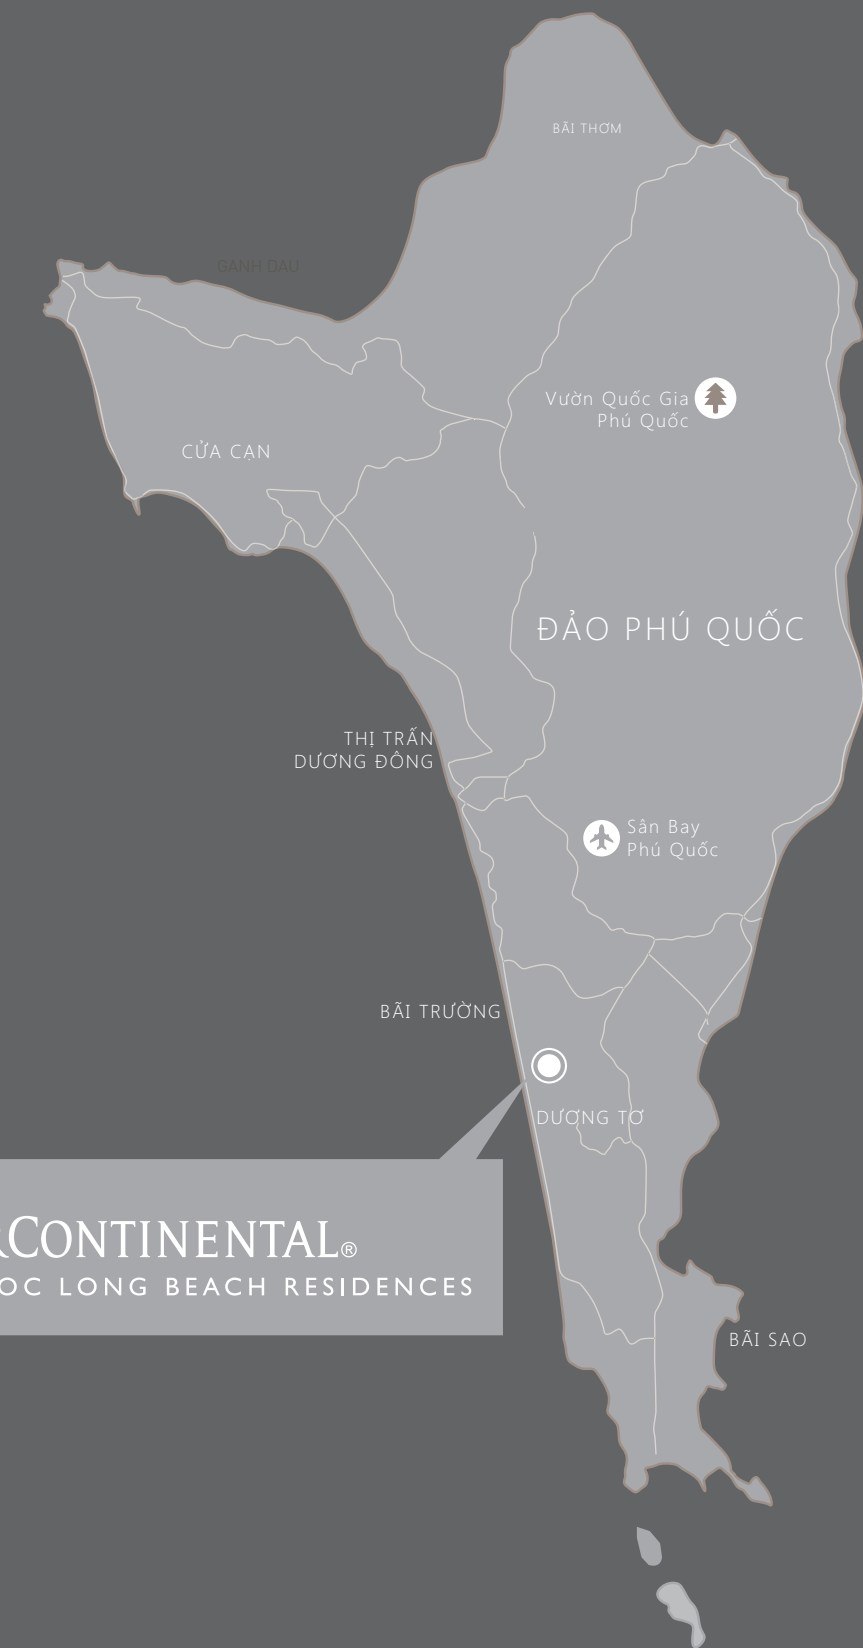 BÃI THƠM
GANH DAU
Vườn Quốc Gia
Phú Quốc
CỬA CẠN
ĐẢO PHÚ QUỐC
THỊ TRẤN
DƯƠNG ĐÔNG
Sân Bay
Phú Quốc
BÃI TRƯỜNG
DƯƠNG TƠ
RCONTINENTAL®
OC LONG BEACH RESIDENCES
BÃI SAO